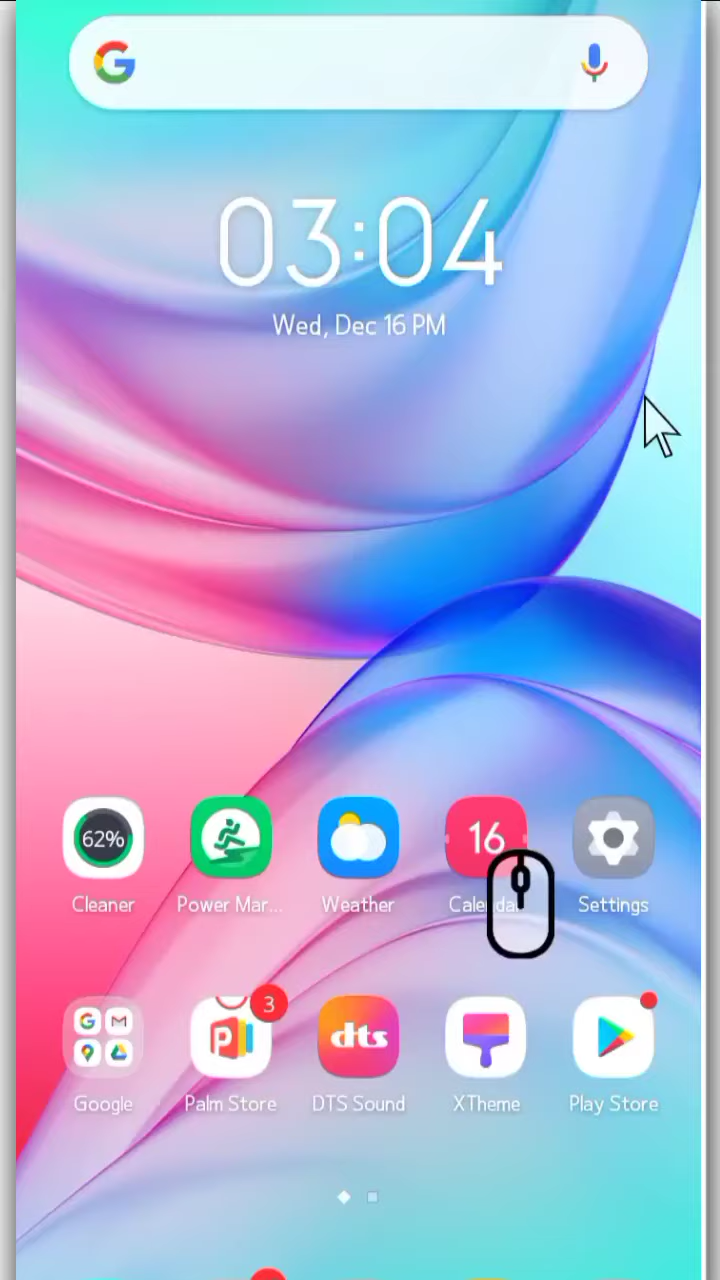 03:04
Wed, Dec 16 PM
62%
16
Cleaner
Power Mar...
Weather
Calendar
Settings
3
dts
Google
Palm Store
DTS Sound
XTheme
Play Store